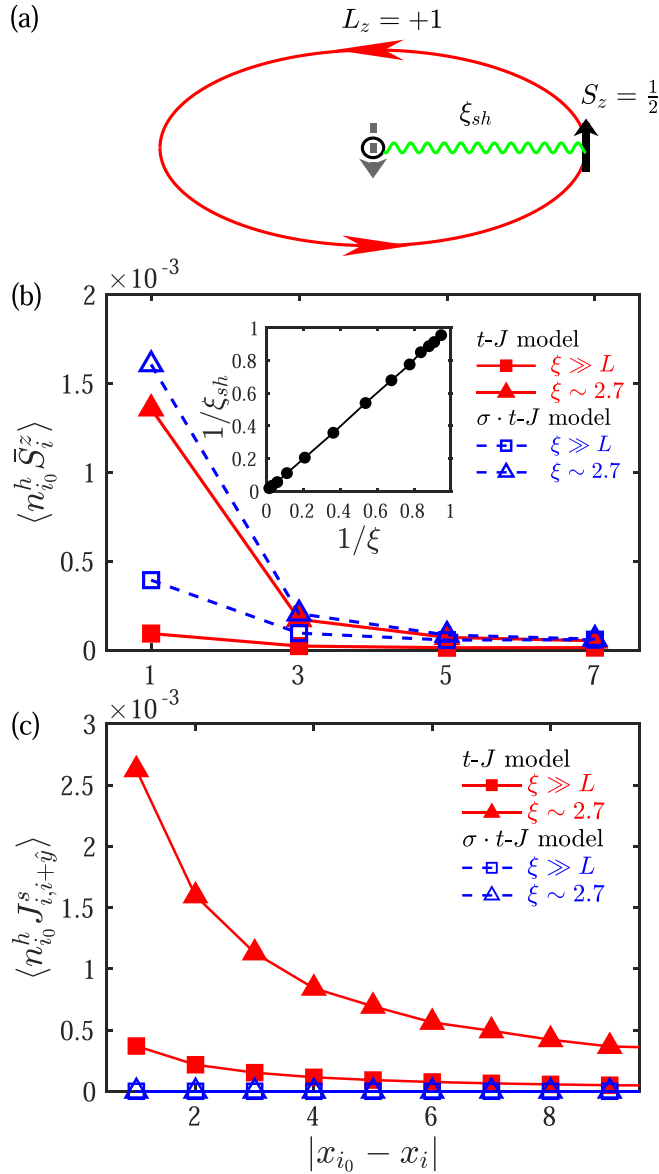 (a)
L_z = +1
S_z = 1/2
ξ_sh
(b)
×10^-3
2
1.5
1
0.5
0
⟨n^h_{i_0} S̄^z_i⟩
1
0.8
0.6
0.4
0.2
0
1/ξ_sh
0 0.2 0.4 0.6 0.8 1
1/ξ
t-J model
ξ ≫ L
ξ ∼ 2.7
σ · t-J model
ξ ≫ L
ξ ∼ 2.7
1 3 5 7
(c)
×10^-3
3
2.5
2
1.5
1
0.5
0
⟨n^h_{i_0} J^s_{i,i+ŷ}⟩
t-J model
ξ ≫ L
ξ ∼ 2.7
σ · t-J model
ξ ≫ L
ξ ∼ 2.7
2 4 6 8
|x_{i_0} − x_i|